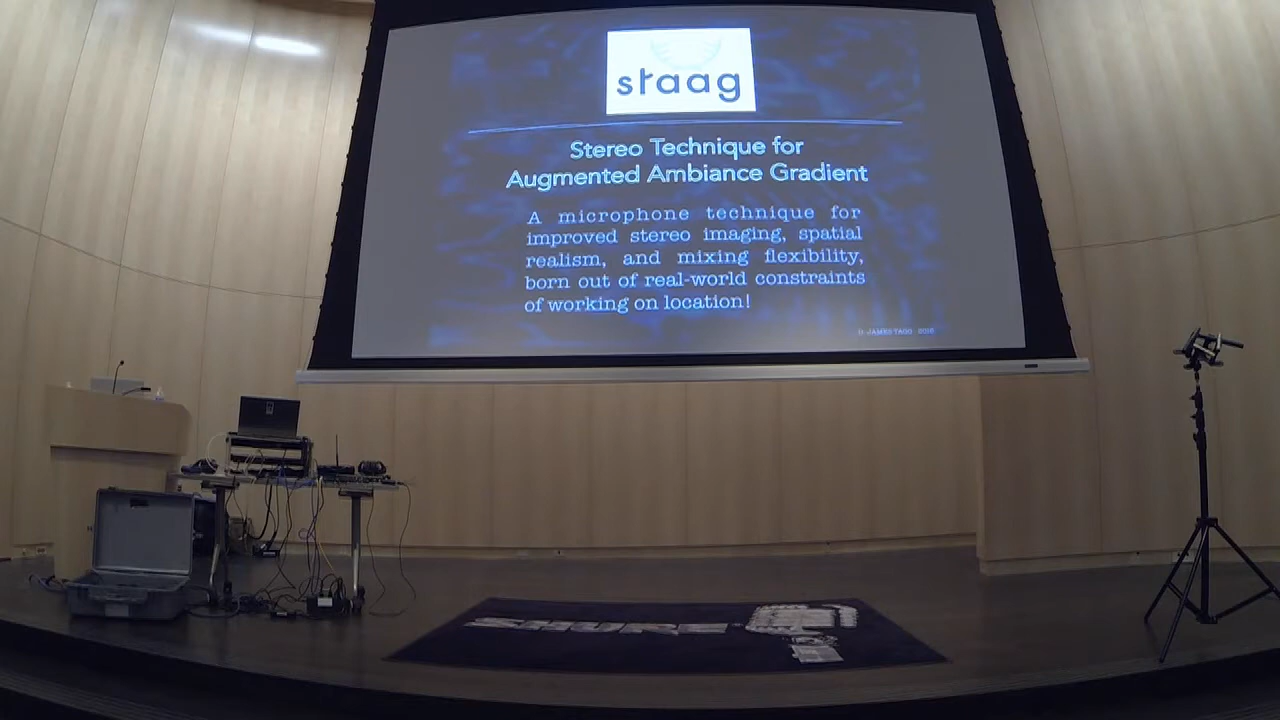 staag
Stereo Technique for
Augmented Ambiance Gradient
A microphone technique for
improved stereo imaging, spatial
realism, and mixing flexibility,
born out of real-world constraints
of working on location!
SHURE